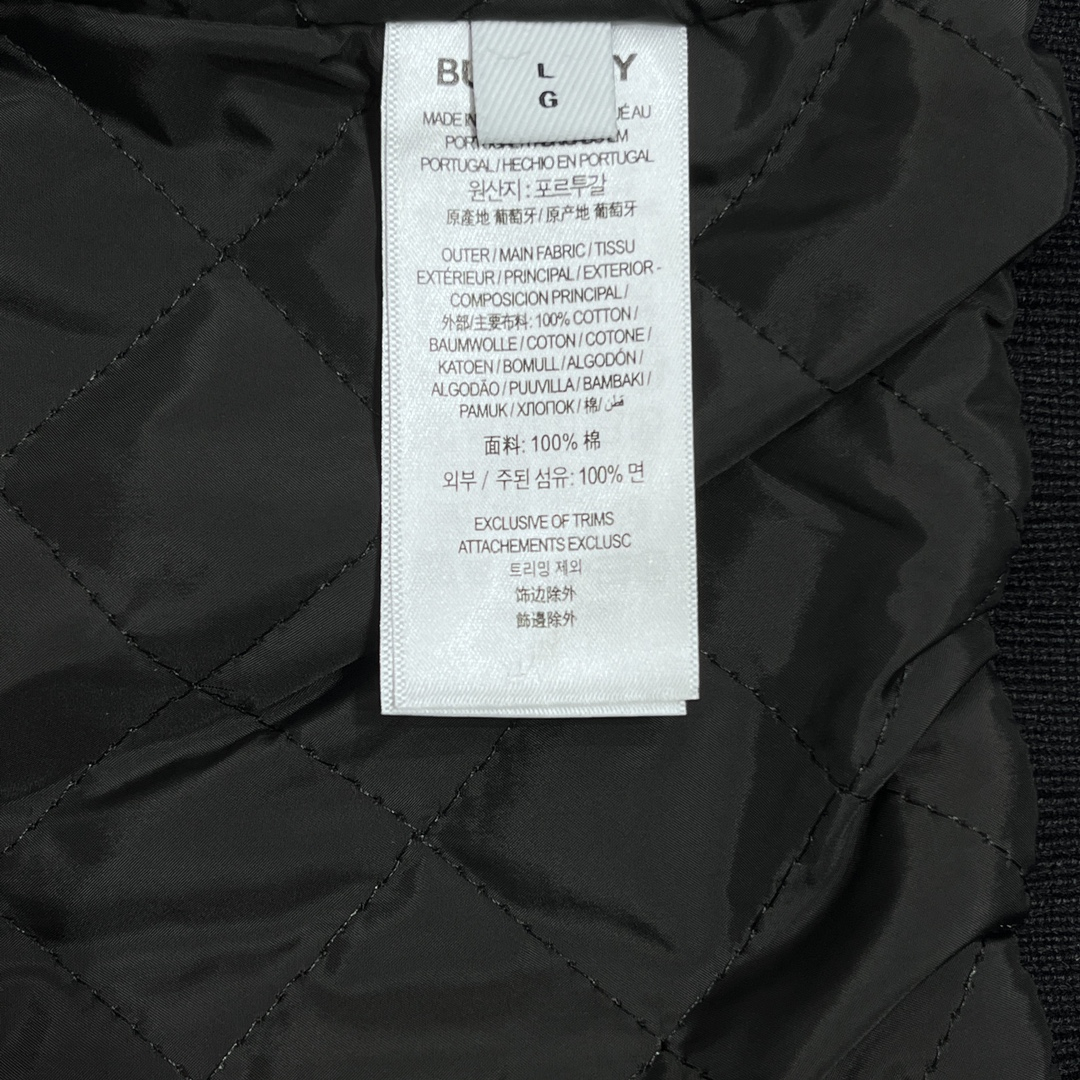 L
G
MADE IN
PORTUGAL/HECHO EN PORTUGAL
원산지 : 포르투갈
原產地 葡萄牙/原产地 葡萄牙
OUTER/MAIN FABRIC/TISSU
EXTÉRIEUR/PRINCIPAL/EXTERIOR-
COMPOSICION PRINCIPAL/
外部/主要布料: 100% COTTON/
BAUMWOLLE/COTON/COTONE/
KATOEN/BOMULL/ALGODÓN/
ALGODÃO/PUUVILLA/BAMBAKI/
PAMUK/ХЛОПОК/棉/قطن
面料: 100% 棉
외부 / 주된 섬유: 100% 면
EXCLUSIVE OF TRIMS
ATTACHEMENTS EXCLUSC
트리밍 제외
饰边除外
飾邊除外